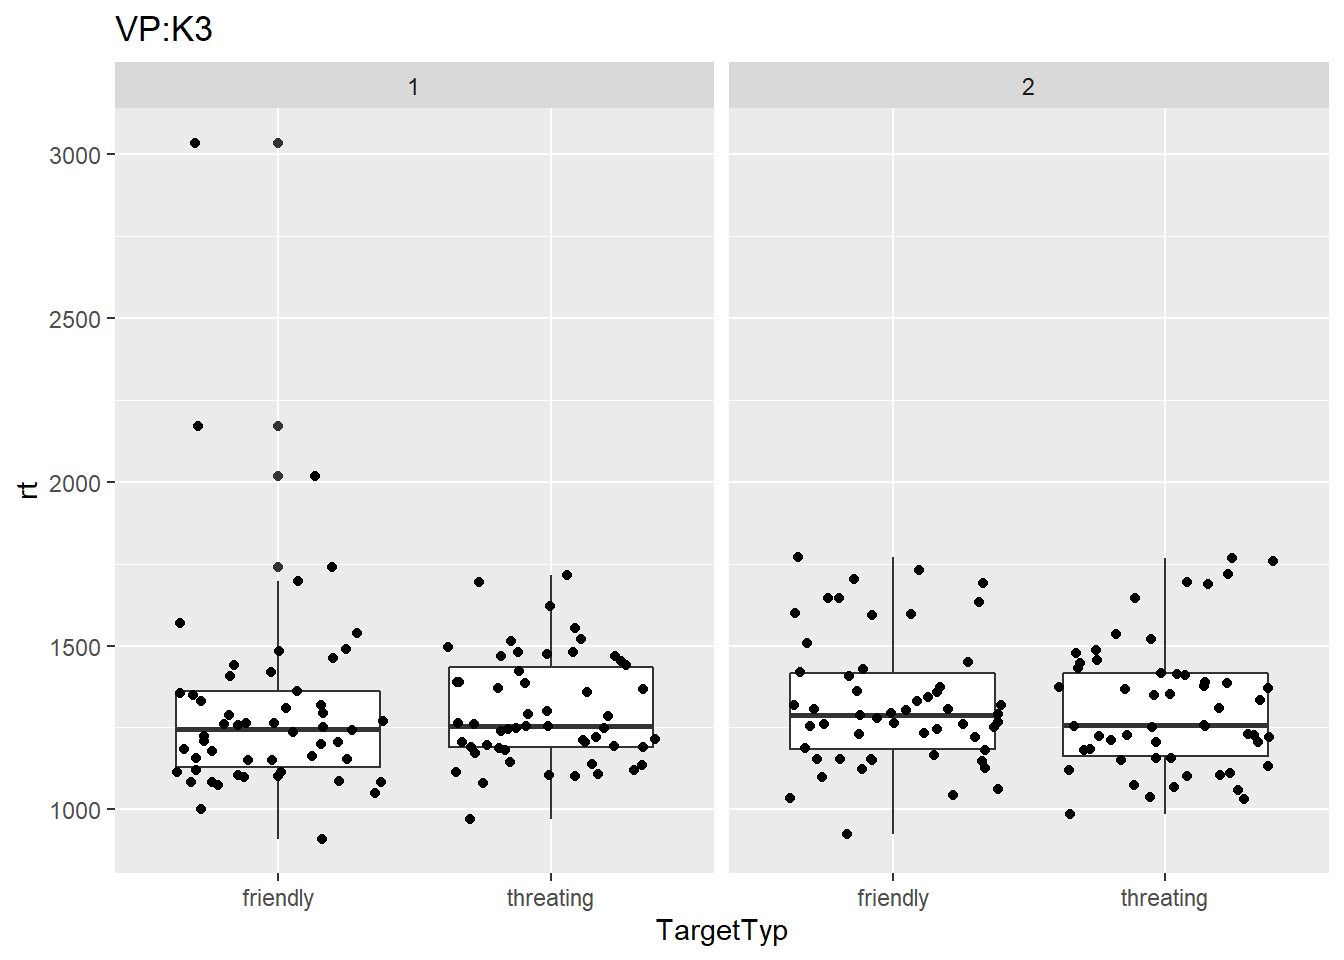 VP:K3
1
2
3000
2500
2000
1500
1000
rt
friendly
threating
friendly
threating
TargetTyp